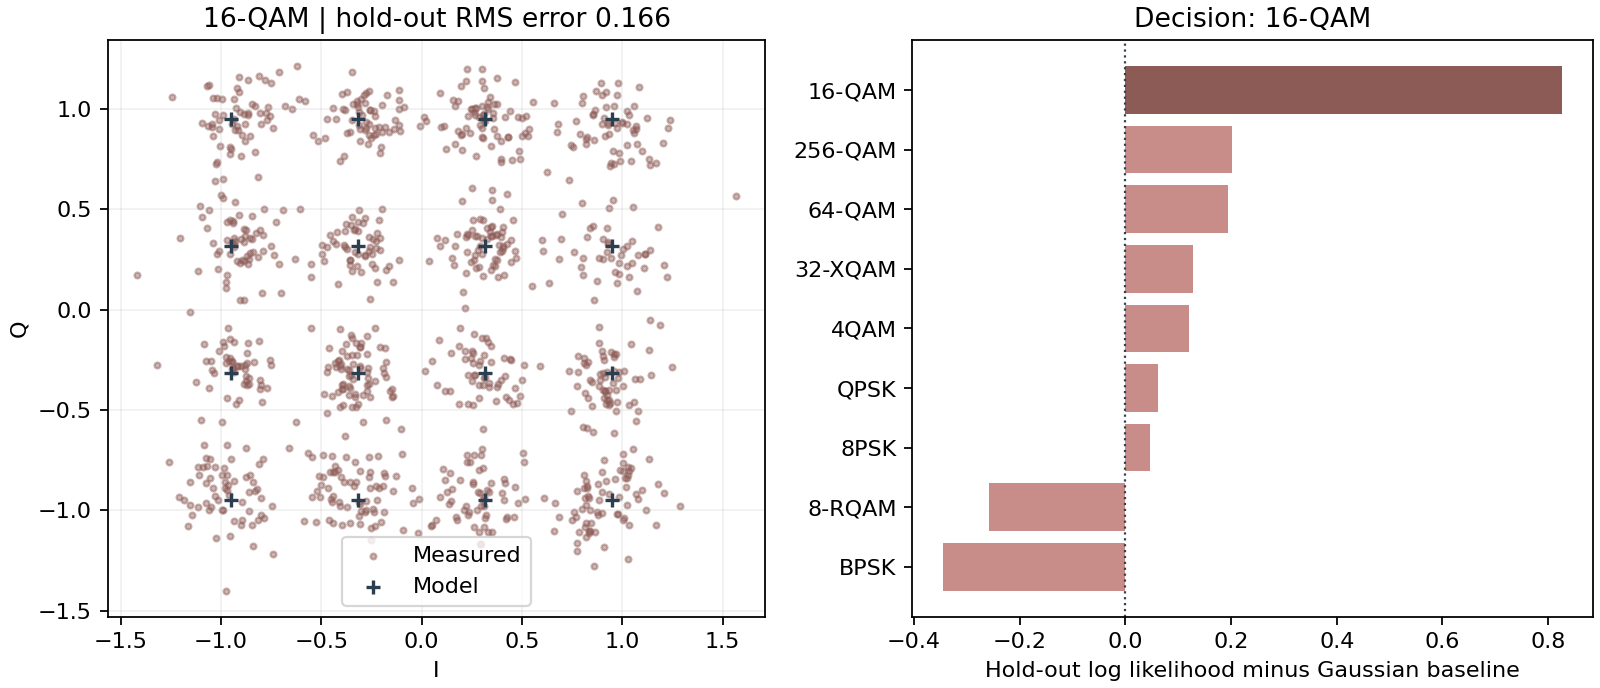 16-QAM | hold-out RMS error 0.166
1.0
0.5
0.0
−0.5
−1.0
−1.5
Q
−1.5
−1.0
−0.5
0.0
0.5
1.0
1.5
I
Measured
Model
Decision: 16-QAM
16-QAM
256-QAM
64-QAM
32-XQAM
4QAM
QPSK
8PSK
8-RQAM
BPSK
−0.4
−0.2
0.0
0.2
0.4
0.6
0.8
Hold-out log likelihood minus Gaussian baseline